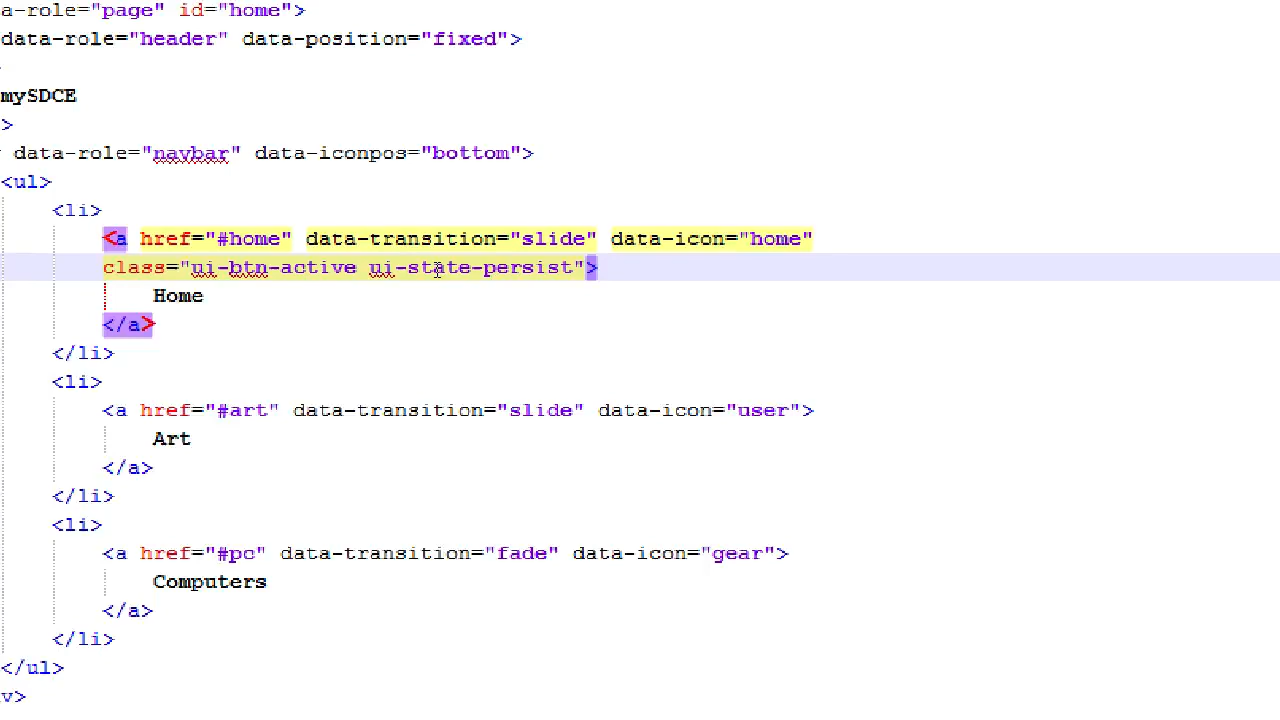 a-role="page" id="home">
data-role="header" data-position="fixed">
mySDCE
>
data-role="navbar" data-iconpos="bottom">
<ul>
<li>
<a href="#home" data-transition="slide" data-icon="home"
class="ui-btn-active ui-state-persist">
Home
</a>
</li>
<li>
<a href="#art" data-transition="slide" data-icon="user">
Art
</a>
</li>
<li>
<a href="#pc" data-transition="fade" data-icon="gear">
Computers
</a>
</li>
</ul>
v>